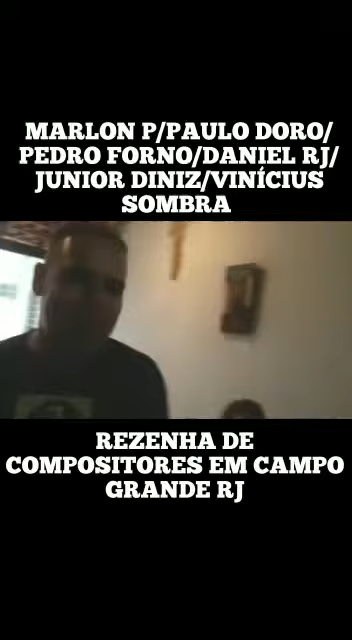 MARLON P/PAULO DORO/
PEDRO FORNO/DANIEL RJ/
JUNIOR DINIZ/VINÍCIUS
SOMBRA
REZENHA DE
COMPOSITORES EM CAMPO
GRANDE RJ